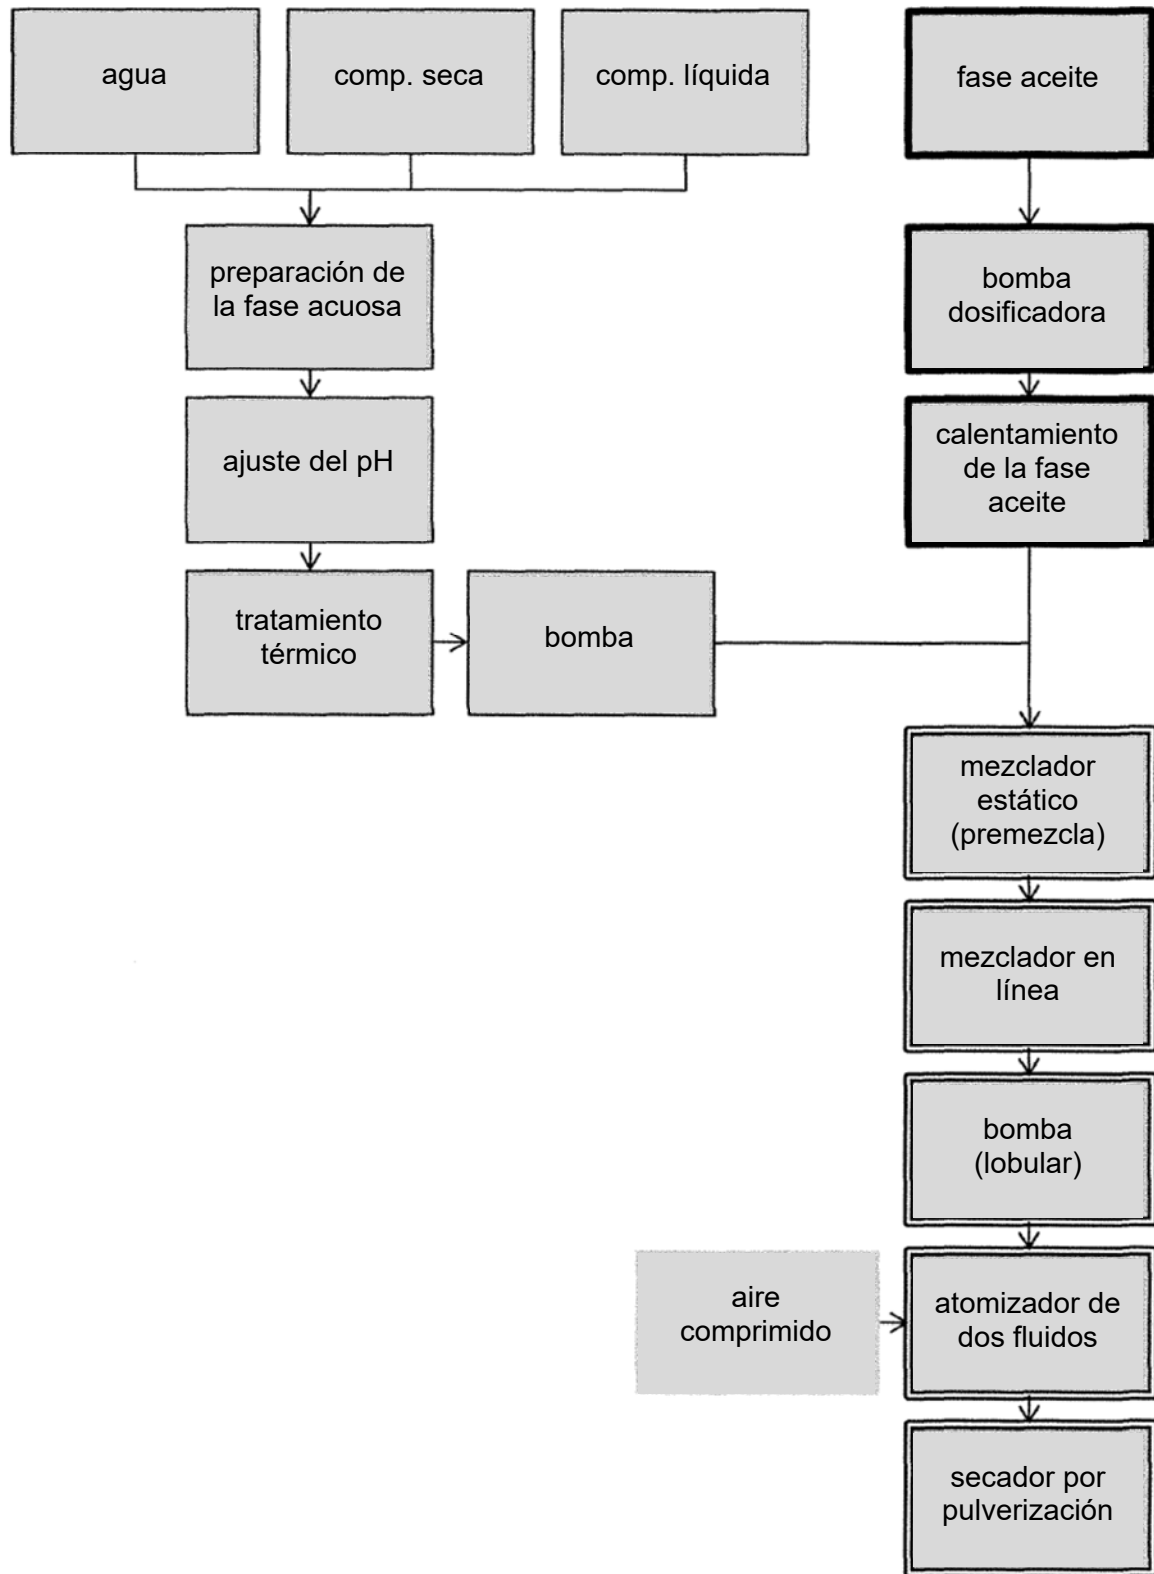 agua
comp. seca
comp. líquida
fase aceite
preparación de
la fase acuosa
bomba
dosificadora
ajuste del pH
calentamiento
de la fase
aceite
tratamiento
térmico
bomba
mezclador
estático
(premezcla)
mezclador en
línea
bomba
(lobular)
aire
comprimido
atomizador de
dos fluidos
secador por
pulverización